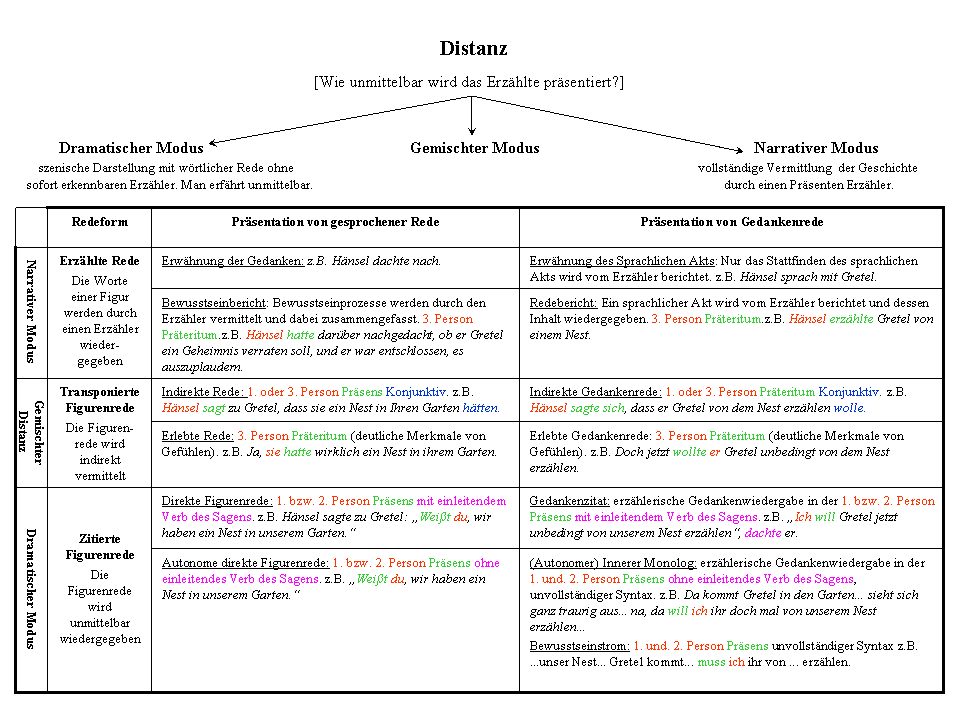 Distanz
[Wie unmittelbar wird das Erzählte präsentiert?]
Dramatischer Modus
szenische Darstellung mit wörtlicher Rede ohne
sofort erkennbaren Erzähler. Man erfährt unmittelbar.
Gemischter Modus
Narrativer Modus
vollständige Vermittlung der Geschichte
durch einen Präsenten Erzähler.
Redeform
Präsentation von gesprochener Rede
Präsentation von Gedankenrede
Narrativer Modus
Erzählte Rede
Die Worte
einer Figur
werden durch
einen Erzähler
wieder-
gegeben
Erwähnung der Gedanken: z.B. Hänsel dachte nach.
Erwähnung des Sprachlichen Akts: Nur das Stattfinden des sprachlichen
Akts wird vom Erzähler berichtet. z.B. Hänsel sprach mit Gretel.
Bewusstseinbericht: Bewusstseinprozesse werden durch den
Erzähler vermittelt und dabei zusammengefasst. 3. Person
Präteritum.z.B. Hänsel hatte darüber nachgedacht, ob er Gretel
ein Geheimnis verraten soll, und er war entschlossen, es
auszuplaudern.
Redebericht: Ein sprachlicher Akt wird vom Erzähler berichtet und dessen
Inhalt wiedergegeben. 3. Person Präteritum.z.B. Hänsel erzählte Gretel von
einem Nest.
Gemischter
Distanz
Transponierte
Figurenrede
Die Figuren-
rede wird
indirekt
vermittelt
Indirekte Rede: 1. oder 3. Person Präsens Konjunktiv. z.B.
Hänsel sagt zu Gretel, dass sie ein Nest in Ihren Garten hätten.
Indirekte Gedankenrede: 1. oder 3. Person Präteritum Konjunktiv. z.B.
Hänsel sagte sich, dass er Gretel von dem Nest erzählen wolle.
Erlebte Rede: 3. Person Präteritum (deutliche Merkmale von
Gefühlen). z.B. Ja, sie hatte wirklich ein Nest in ihrem Garten.
Erlebte Gedankenrede: 3. Person Präteritum (deutliche Merkmale von
Gefühlen). z.B. Doch jetzt wollte er Gretel unbedingt von dem Nest
erzählen.
Dramatischer Modus
Zitierte
Figurenrede
Die
Figurenrede
wird
unmittelbar
wiedergegeben
Direkte Figurenrede: 1. bzw. 2. Person Präsens mit einleitendem
Verb des Sagens. z.B. Hänsel sagte zu Gretel: „Weißt du, wir
haben ein Nest in unserem Garten.“
Gedankenzitat: erzählerische Gedankenwiedergabe in der 1. bzw. 2. Person
Präsens mit einleitendem Verb des Sagens. z.B. „Ich will Gretel jetzt
unbedingt von unserem Nest erzählen“, dachte er.
Autonome direkte Figurenrede: 1. bzw. 2. Person Präsens ohne
einleitendes Verb des Sagens. z.B. „Weißt du, wir haben ein
Nest in unserem Garten.“
(Autonomer) Innerer Monolog: erzählerische Gedankenwiedergabe in der
1. und. 2. Person Präsens ohne einleitendes Verb des Sagens,
unvollständiger Syntax. z.B. Da kommt Gretel in den Garten... sieht sich
ganz traurig aus... na, da will ich ihr doch mal von unserem Nest
erzählen...
Bewusstseinstrom: 1. und. 2. Person Präsens unvollständiger Syntax z.B.
...unser Nest... Gretel kommt... muss ich ihr von ... erzählen.